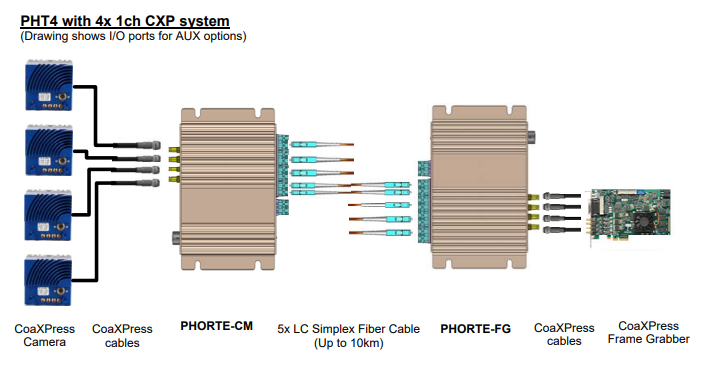 PHT4 with 4x 1ch CXP system
(Drawing shows I/O ports for AUX options)
CoaXPress
Camera
CoaXPress
cables
PHORTE-CM
5x LC Simplex Fiber Cable
(Up to 10km)
PHORTE-FG
CoaXPress
cables
CoaXPress
Frame Grabber